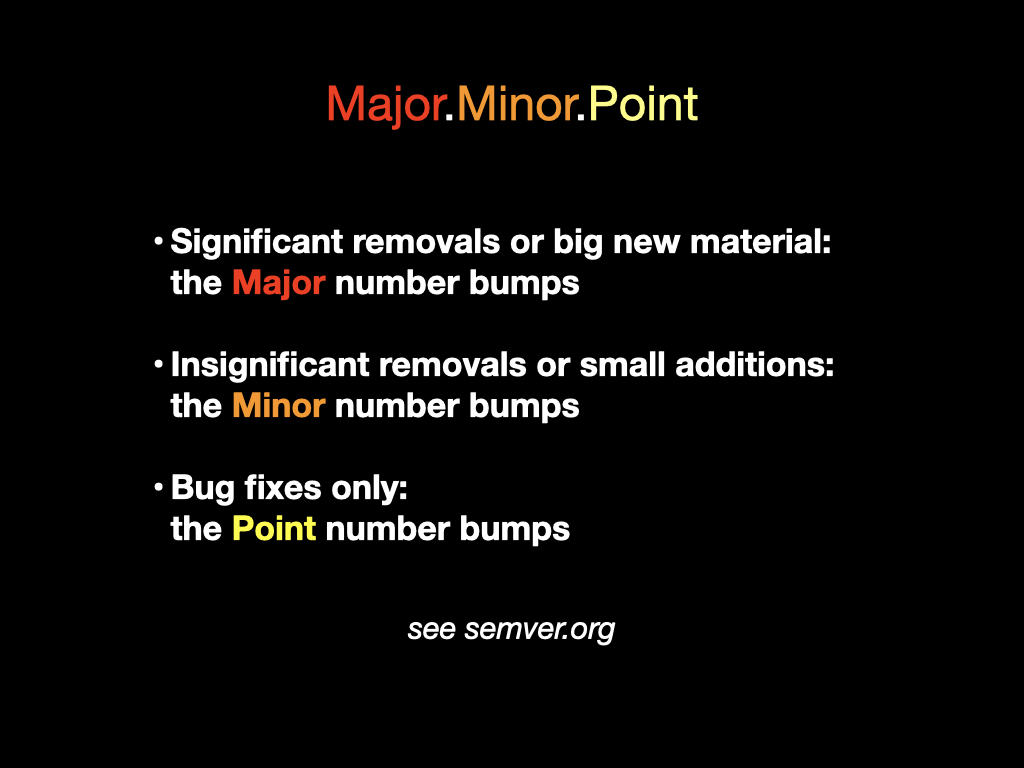 Major.Minor.Point
• Significant removals or big new material:
the Major number bumps
• Insignificant removals or small additions:
the Minor number bumps
• Bug fixes only:
the Point number bumps
see semver.org